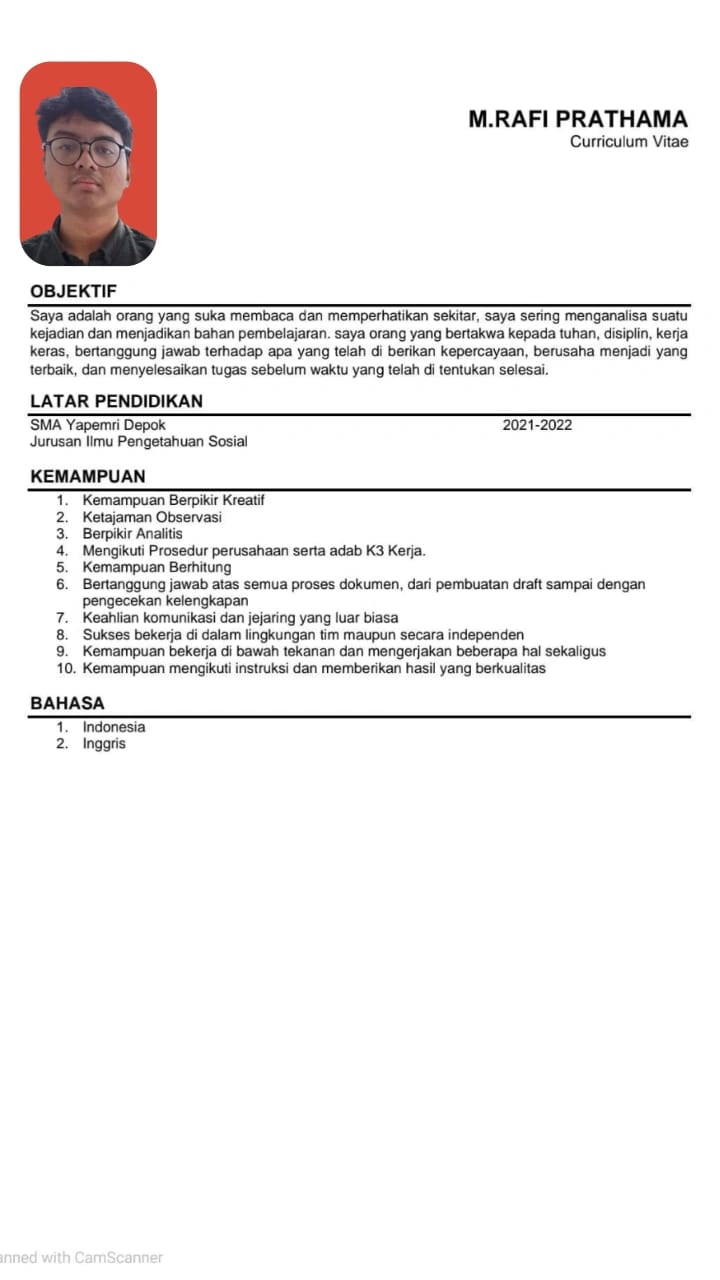 M.RAFI PRATHAMA
Curriculum Vitae
OBJEKTIF
Saya adalah orang yang suka membaca dan memperhatikan sekitar, saya sering menganalisa suatu
kejadian dan menjadikan bahan pembelajaran. saya orang yang bertakwa kepada tuhan, disiplin, kerja
keras, bertanggung jawab terhadap apa yang telah di berikan kepercayaan, berusaha menjadi yang
terbaik, dan menyelesaikan tugas sebelum waktu yang telah di tentukan selesai.
LATAR PENDIDIKAN
SMA Yapemri Depok 2021-2022
Jurusan Ilmu Pengetahuan Sosial
KEMAMPUAN
1. Kemampuan Berpikir Kreatif
2. Ketajaman Observasi
3. Berpikir Analitis
4. Mengikuti Prosedur perusahaan serta adab K3 Kerja.
5. Kemampuan Berhitung
6. Bertanggung jawab atas semua proses dokumen, dari pembuatan draft sampai dengan
pengecekan kelengkapan
7. Keahlian komunikasi dan jejaring yang luar biasa
8. Sukses bekerja di dalam lingkungan tim maupun secara independen
9. Kemampuan bekerja di bawah tekanan dan mengerjakan beberapa hal sekaligus
10. Kemampuan mengikuti instruksi dan memberikan hasil yang berkualitas
BAHASA
1. Indonesia
2. Inggris
anned with CamScanner